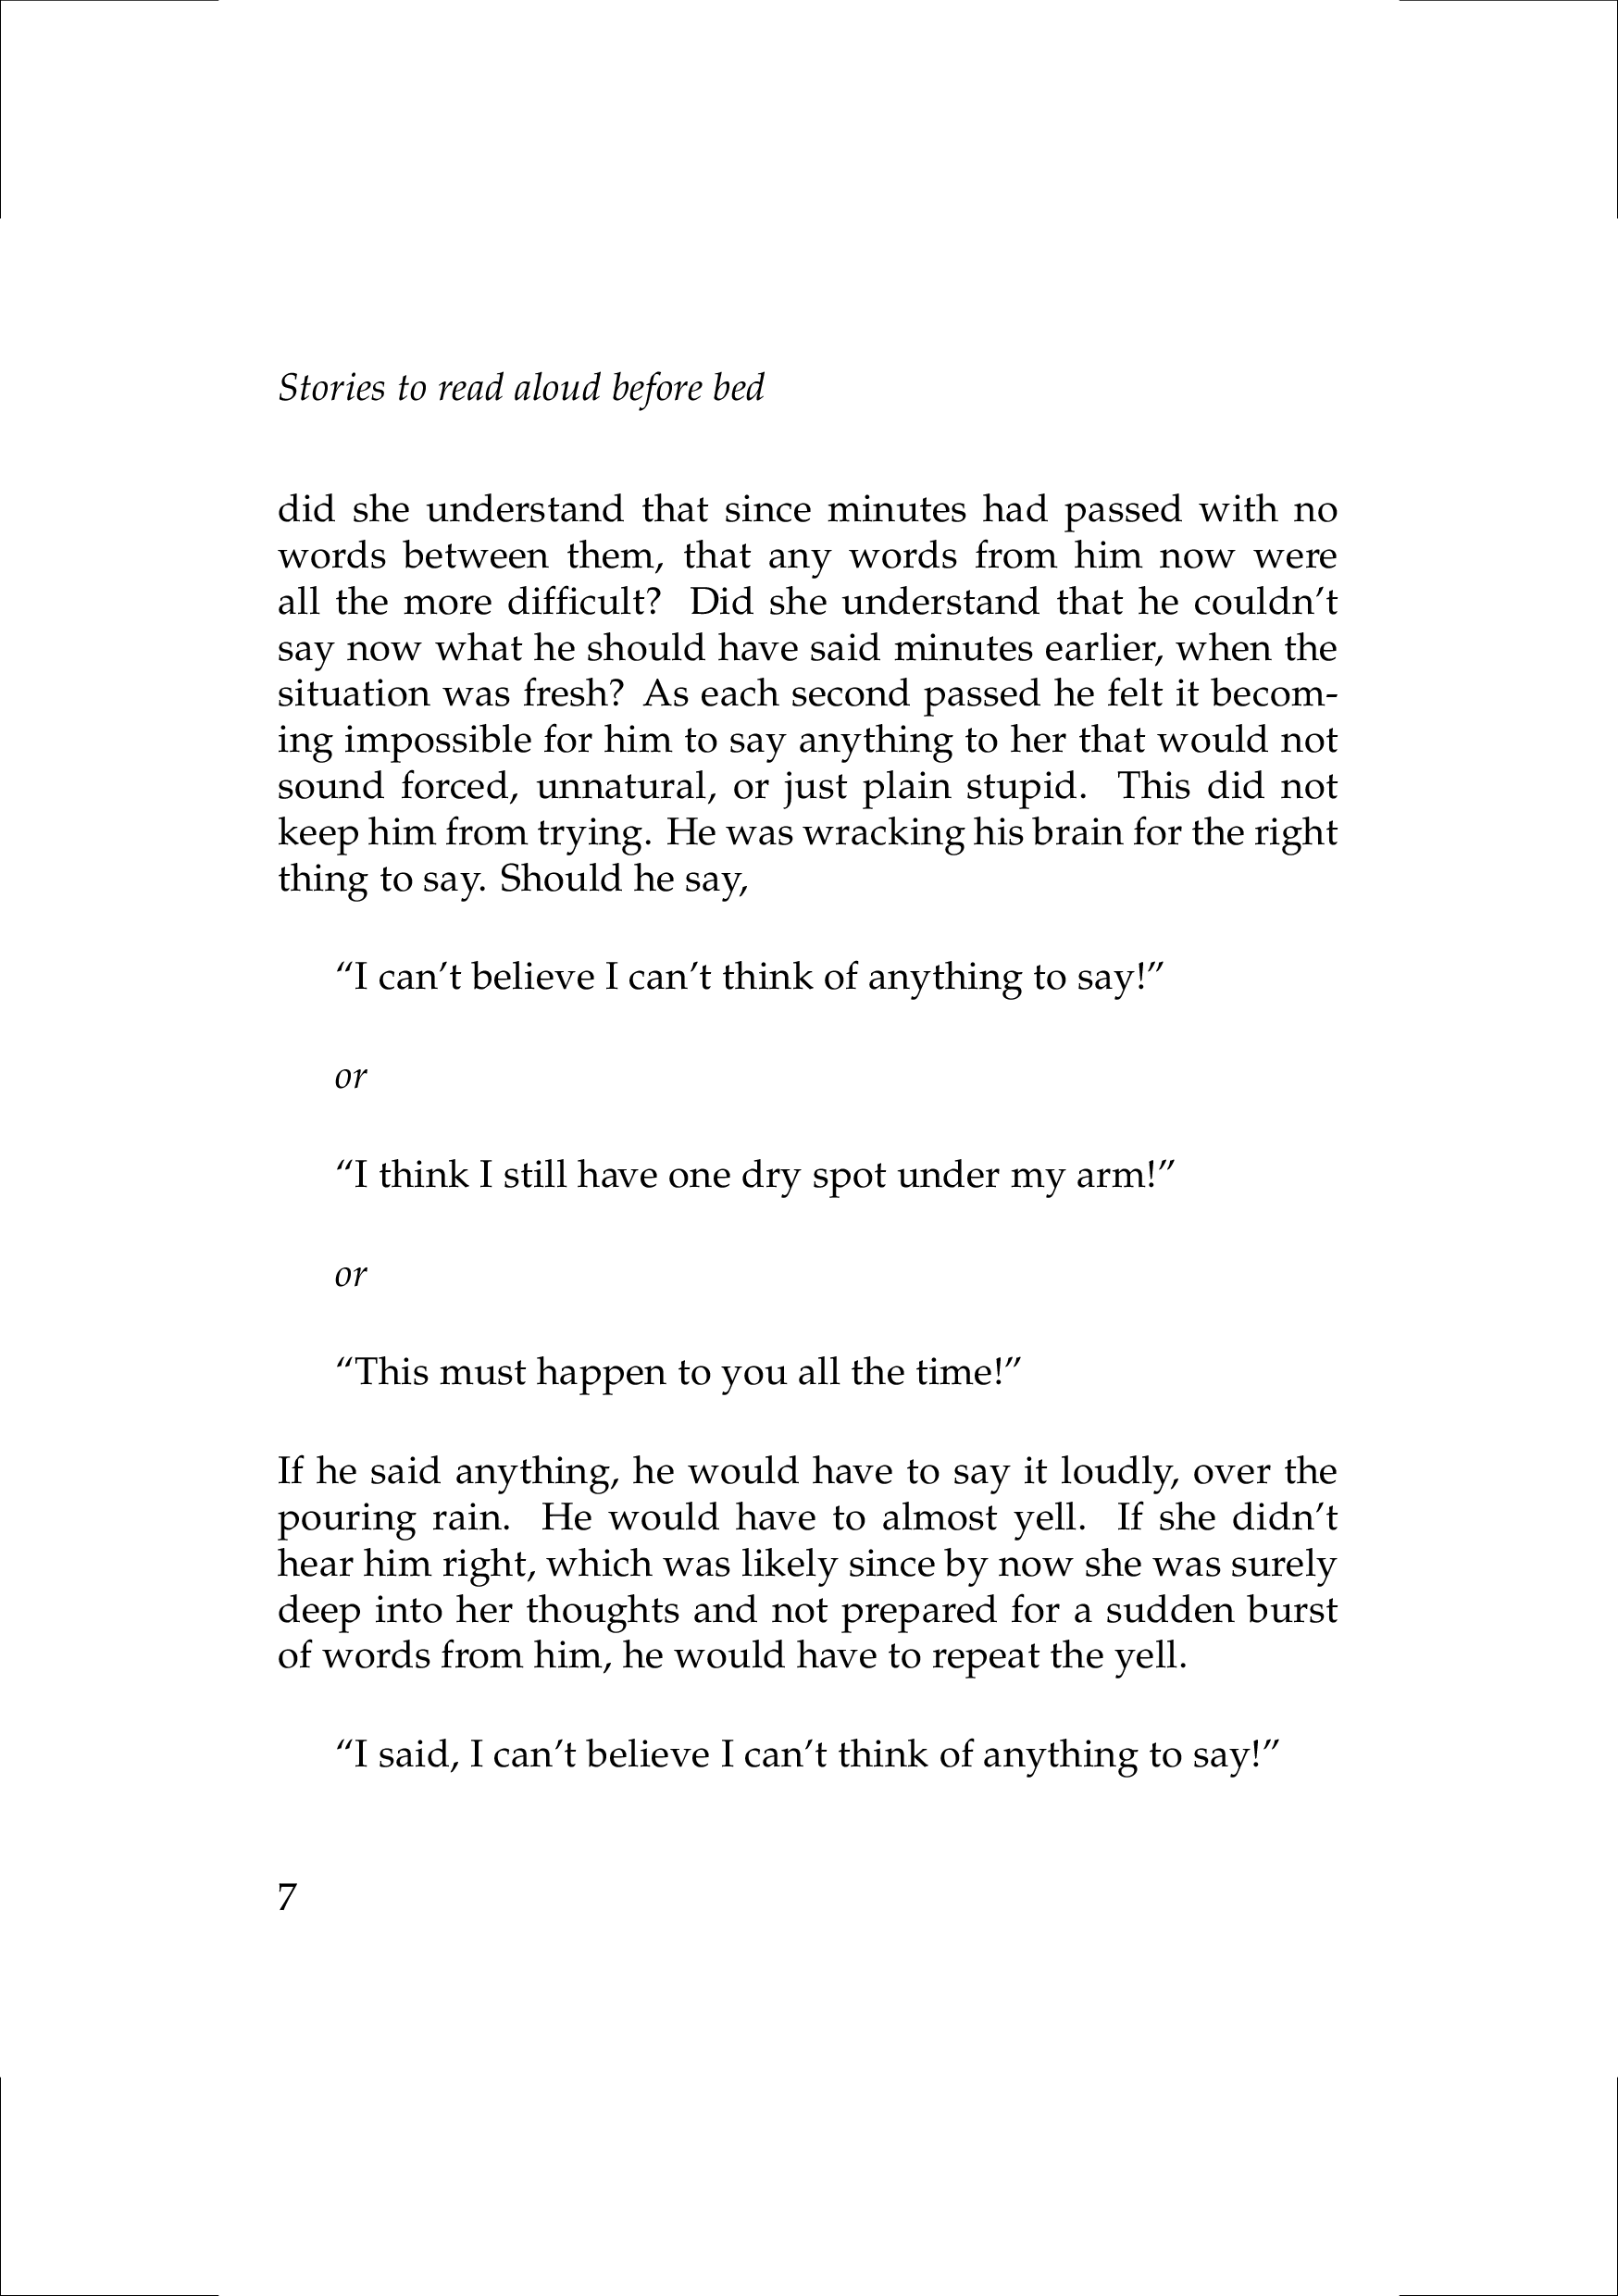 Stories to read aloud before bed
did she understand that since minutes had passed with no
words between them, that any words from him now were
all the more difficult? Did she understand that he couldn’t
say now what he should have said minutes earlier, when the
situation was fresh? As each second passed he felt it becom-
ing impossible for him to say anything to her that would not
sound forced, unnatural, or just plain stupid. This did not
keep him from trying. He was wracking his brain for the right
thing to say. Should he say,
“I can’t believe I can’t think of anything to say!”
or
“I think I still have one dry spot under my arm!”
or
“This must happen to you all the time!”
If he said anything, he would have to say it loudly, over the
pouring rain. He would have to almost yell. If she didn’t
hear him right, which was likely since by now she was surely
deep into her thoughts and not prepared for a sudden burst
of words from him, he would have to repeat the yell.
“I said, I can’t believe I can’t think of anything to say!”
7